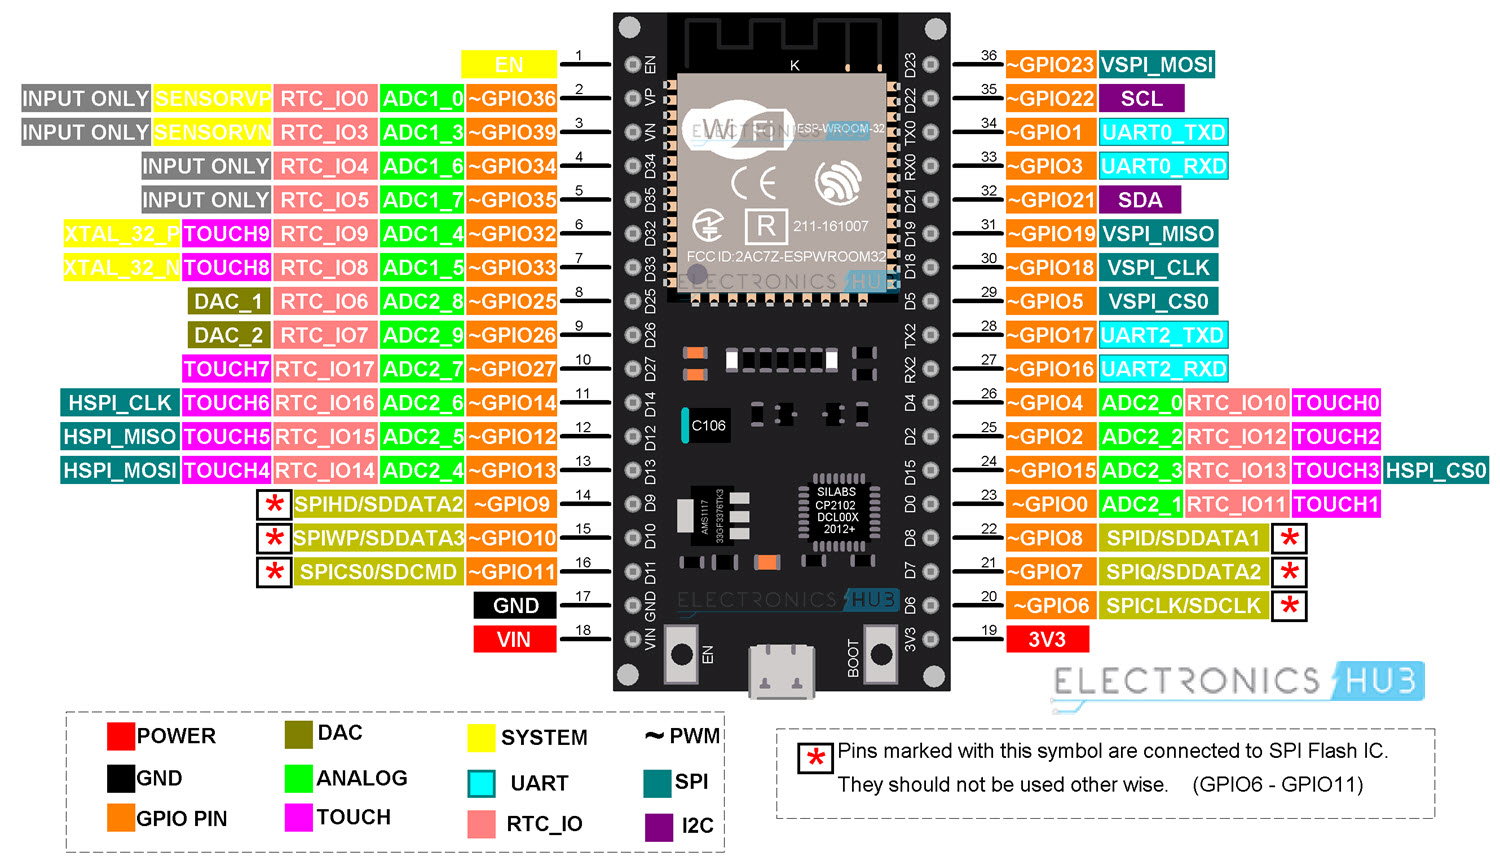 EN 1 EN
INPUT ONLY SENSORVP RTC_IO0 ADC1_0 ~GPIO36 2 VP
INPUT ONLY SENSORVN RTC_IO3 ADC1_3 ~GPIO39 3 VN
INPUT ONLY RTC_IO4 ADC1_6 ~GPIO34 4 D34
INPUT ONLY RTC_IO5 ADC1_7 ~GPIO35 5 D35
XTAL_32_P TOUCH9 RTC_IO9 ADC1_4 ~GPIO32 6 D32
XTAL_32_N TOUCH8 RTC_IO8 ADC1_5 ~GPIO33 7 D33
DAC_1 RTC_IO6 ADC2_8 ~GPIO25 8 D25
DAC_2 RTC_IO7 ADC2_9 ~GPIO26 9 D26
TOUCH7 RTC_IO17 ADC2_7 ~GPIO27 10 D27
HSPI_CLK TOUCH6 RTC_IO16 ADC2_6 ~GPIO14 11 D14
HSPI_MISO TOUCH5 RTC_IO15 ADC2_5 ~GPIO12 12 D12
HSPI_MOSI TOUCH4 RTC_IO14 ADC2_4 ~GPIO13 13 D13
* SPIHD/SDDATA2 ~GPIO9 14 D9
* SPIWP/SDDATA3 ~GPIO10 15 D10
* SPICS0/SDCMD ~GPIO11 16 D11
GND 17 GND
VIN 18 VIN
K
Wi Fi
ESP-WROOM-32
ELECTRONICS HUB
CE
R
211-161007
FCC ID:2AC7Z-ESPWROOM32
ELECTRONICS HUB
C106
AMS1117
33GF3376TK3
SILABS
CP2102
DCL00X
2012+
ELECTRONICS HUB
EN
BOOT
D23 36 ~GPIO23 VSPI_MOSI
D22 35 ~GPIO22 SCL
TX0 34 ~GPIO1 UART0_TXD
RX0 33 ~GPIO3 UART0_RXD
D21 32 ~GPIO21 SDA
D19 31 ~GPIO19 VSPI_MISO
D18 30 ~GPIO18 VSPI_CLK
D5 29 ~GPIO5 VSPI_CS0
TX2 28 ~GPIO17 UART2_TXD
RX2 27 ~GPIO16 UART2_RXD
D4 26 ~GPIO4 ADC2_0 RTC_IO10 TOUCH0
D2 25 ~GPIO2 ADC2_2 RTC_IO12 TOUCH2
D15 24 ~GPIO15 ADC2_3 RTC_IO13 TOUCH3 HSPI_CS0
D0 23 ~GPIO0 ADC2_1 RTC_IO11 TOUCH1
D8 22 ~GPIO8 SPID/SDDATA1 *
D7 21 ~GPIO7 SPIQ/SDDATA2 *
D6 20 ~GPIO6 SPICLK/SDCLK *
3V3 19 3V3
ELECTRONICS HUB
POWER DAC SYSTEM ~ PWM
GND ANALOG UART SPI
GPIO PIN TOUCH RTC_IO I2C
* Pins marked with this symbol are connected to SPI Flash IC.
They should not be used other wise. (GPIO6 - GPIO11)